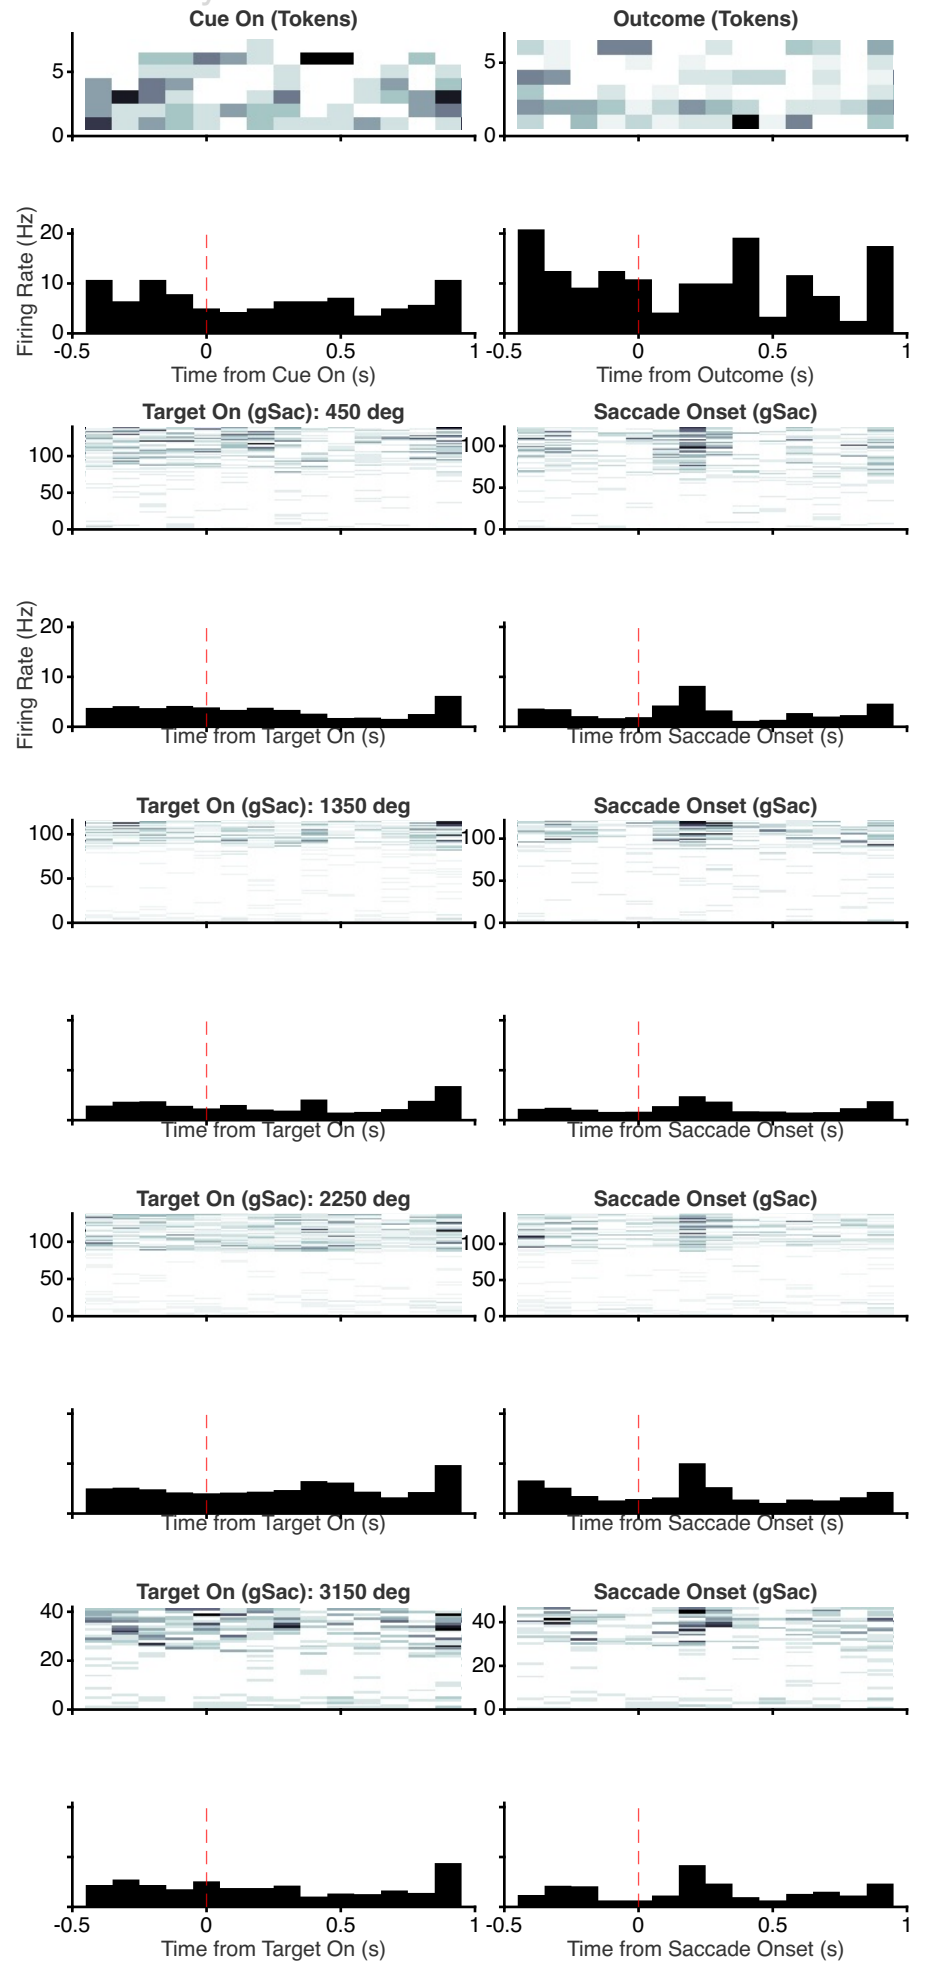 Cue On (Tokens) Outcome (Tokens)
5 5
0 0
Firing Rate (Hz)
20
10
0
-0.5 0 0.5 1 -0.5 0 0.5 1
Time from Cue On (s) Time from Outcome (s)
Target On (gSac): 450 deg Saccade Onset (gSac)
100 100
50 50
0 0
Firing Rate (Hz)
20
10
0
Time from Target On (s) Time from Saccade Onset (s)
Target On (gSac): 1350 deg Saccade Onset (gSac)
100 100
50 50
0 0
Time from Target On (s) Time from Saccade Onset (s)
Target On (gSac): 2250 deg Saccade Onset (gSac)
100 100
50 50
0 0
Time from Target On (s) Time from Saccade Onset (s)
Target On (gSac): 3150 deg Saccade Onset (gSac)
40 40
20 20
0 0
-0.5 0 0.5 1 -0.5 0 0.5 1
Time from Target On (s) Time from Saccade Onset (s)